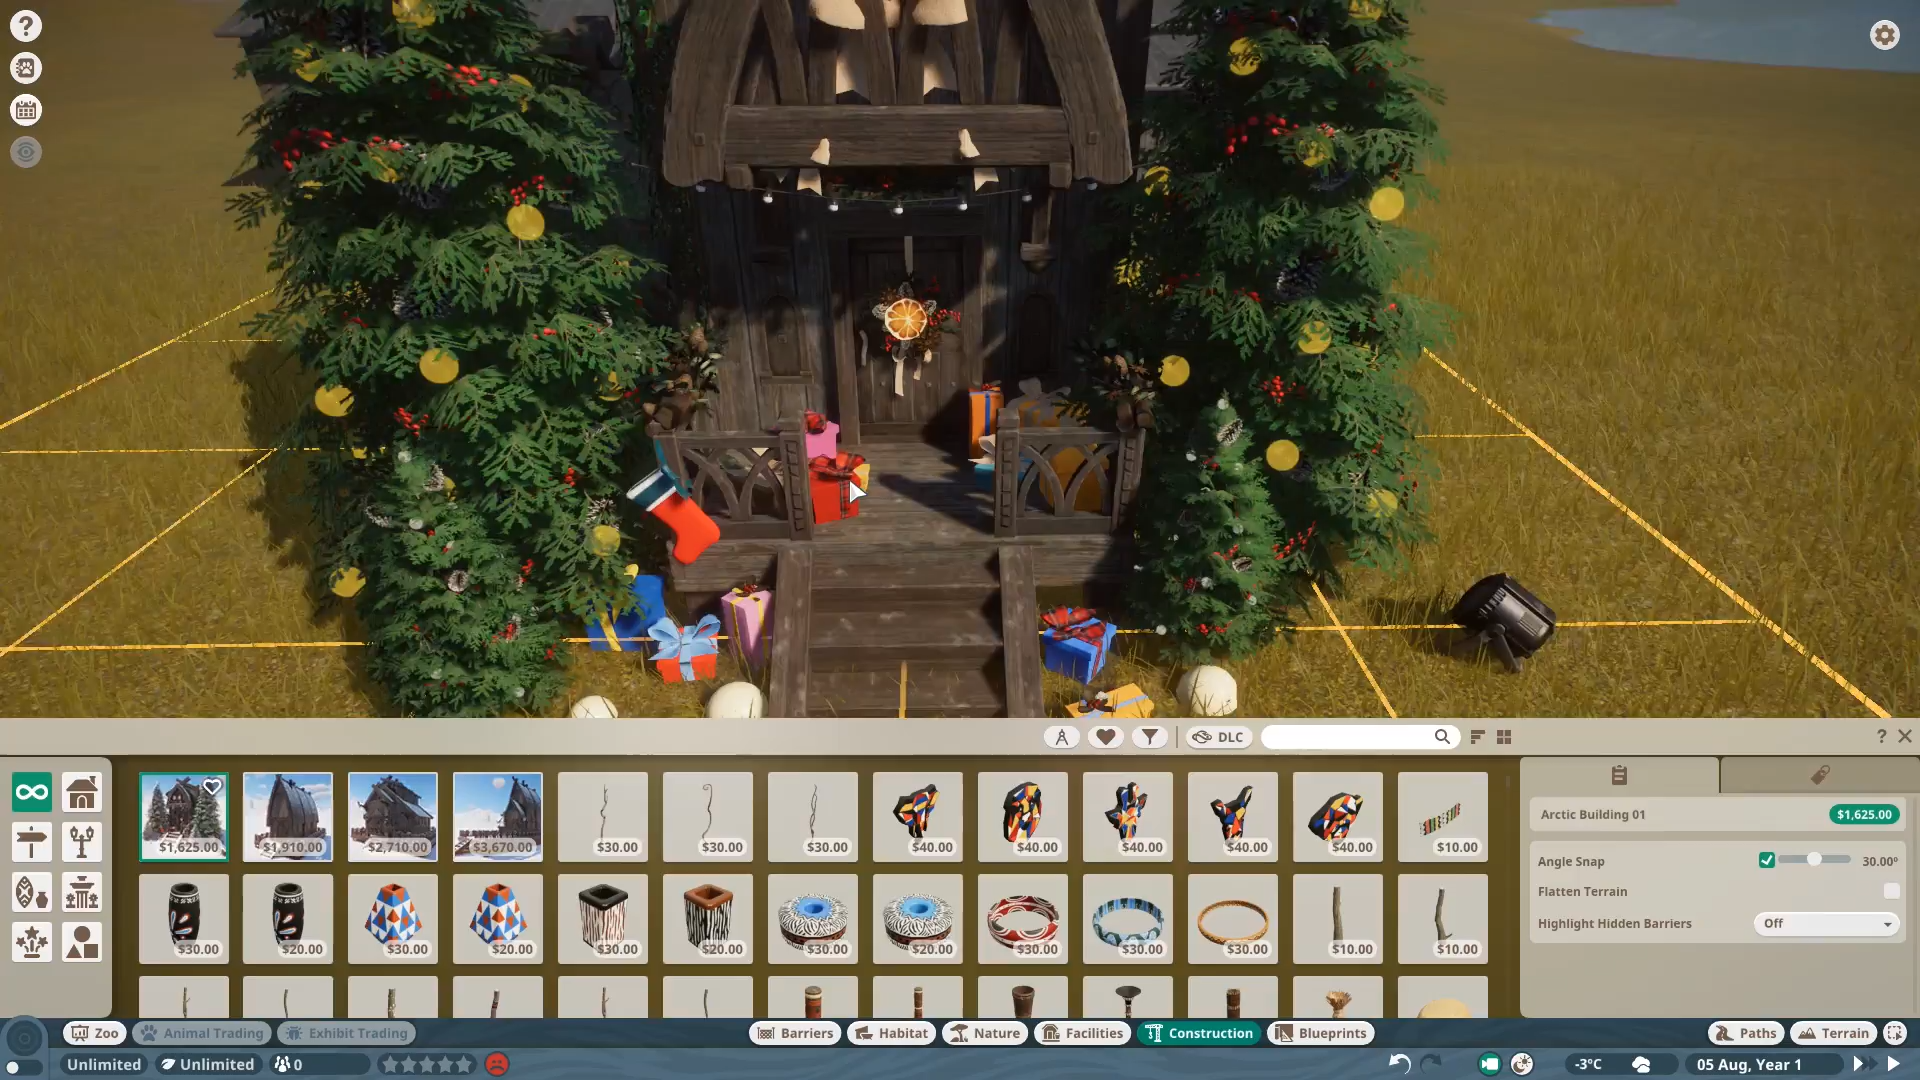 ?
DLC
?
$1,625.00
$1,910.00
$2,710.00
$3,670.00
$30.00
$30.00
$30.00
$40.00
$40.00
$40.00
$40.00
$40.00
$10.00
$30.00
$20.00
$30.00
$20.00
$30.00
$20.00
$30.00
$20.00
$30.00
$30.00
$30.00
$10.00
$10.00
Arctic Building 01
$1,625.00
Angle Snap
30.00°
Flatten Terrain
Highlight Hidden Barriers
Off
Zoo
Animal Trading
Exhibit Trading
Barriers
Habitat
Nature
Facilities
Construction
Blueprints
Paths
Terrain
Unlimited
Unlimited
0
-3°C
05 Aug, Year 1